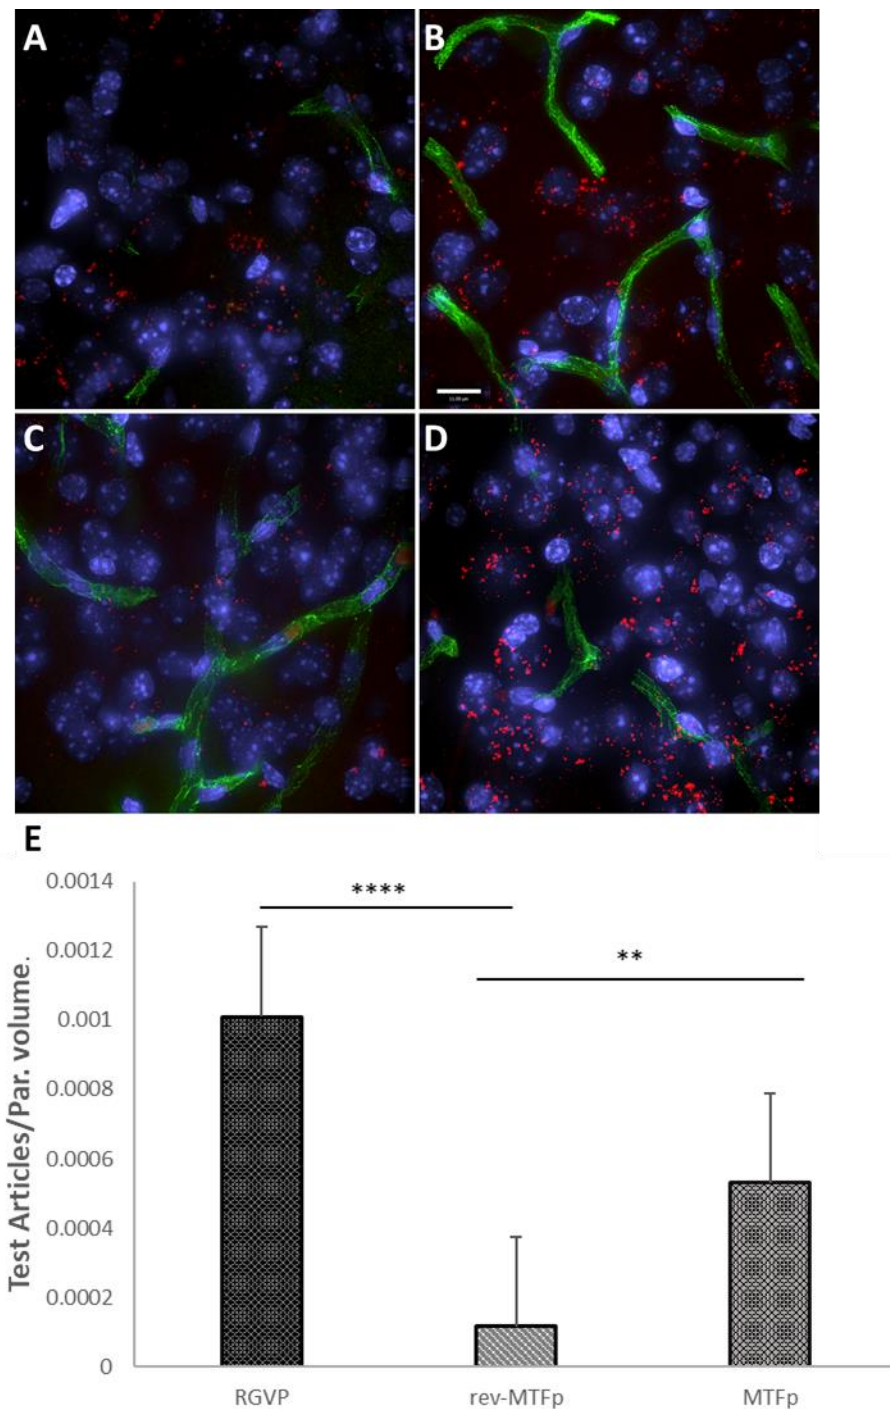 A
B
C
D
E
0.0014
****
0.0012
**
0.001
0.0008
0.0006
0.0004
0.0002
0
Test Articles/Par. volume.
RGVP
rev-MTFp
MTFp